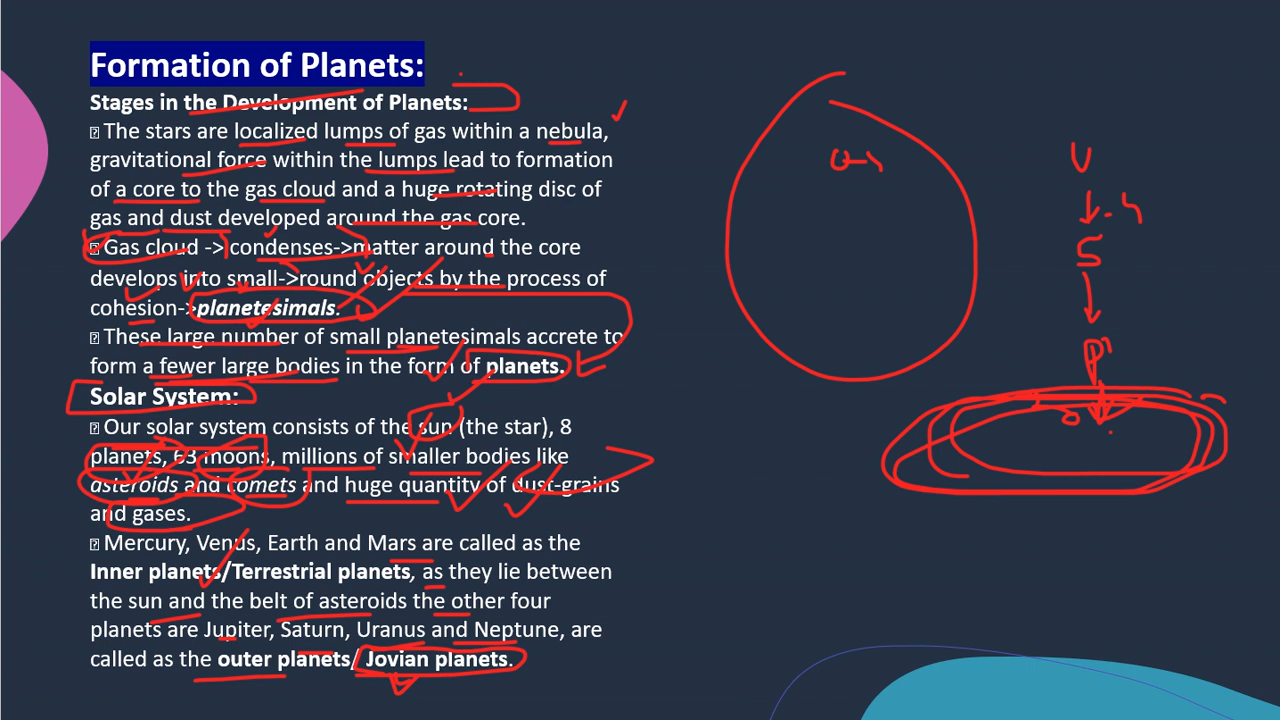 Formation of Planets:
Stages in the Development of Planets:
The stars are localized lumps of gas within a nebula,
gravitational force within the lumps lead to formation
of a core to the gas cloud and a huge rotating disc of
gas and dust developed around the gas core.
Gas cloud -> condenses->matter around the core
develops into small->round objects by the process of
cohesion->planetesimals.
These large number of small planetesimals accrete to
form a fewer large bodies in the form of planets.
Solar System:
Our solar system consists of the sun (the star), 8
planets, 63 moons, millions of smaller bodies like
asteroids and comets and huge quantity of dust-grains
and gases.
Mercury, Venus, Earth and Mars are called as the
Inner planets/Terrestrial planets, as they lie between
the sun and the belt of asteroids the other four
planets are Jupiter, Saturn, Uranus and Neptune, are
called as the outer planets/ Jovian planets.
U
S
P